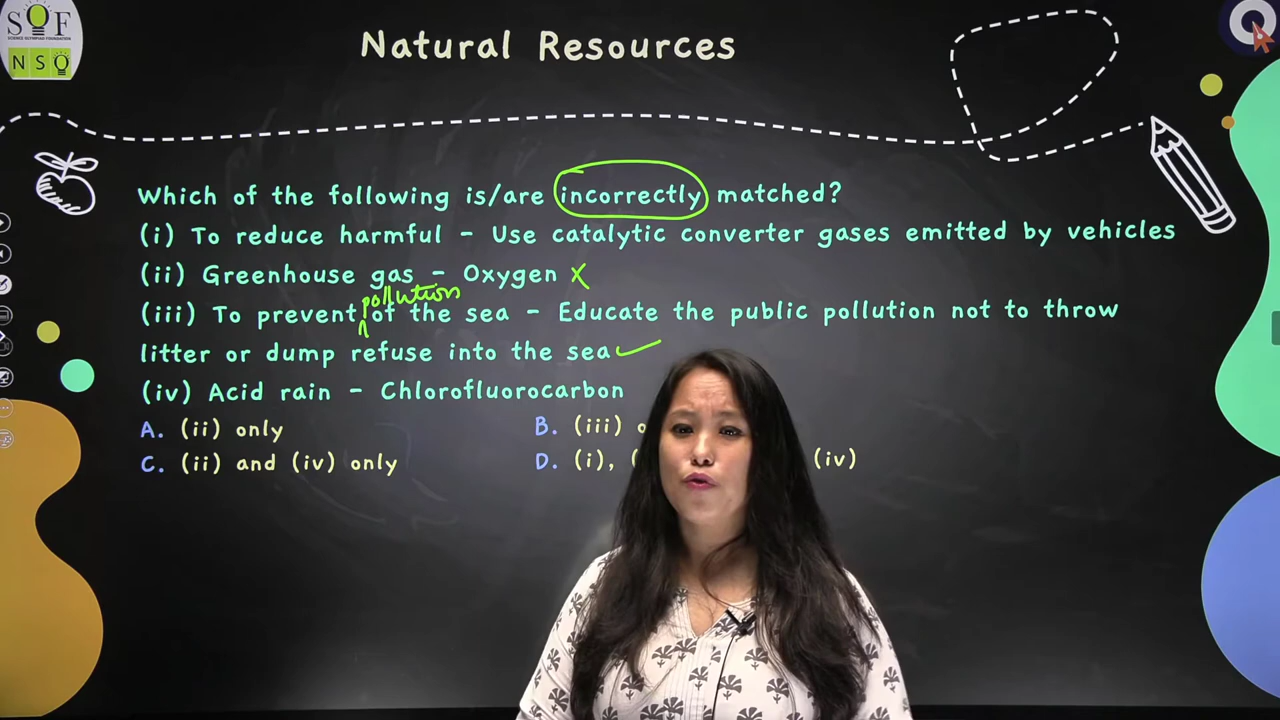 SOF
SCIENCE OLYMPIAD FOUNDATION
NSO
Natural Resources
Which of the following is/are incorrectly matched?
(i) To reduce harmful - Use catalytic converter gases emitted by vehicles
(ii) Greenhouse gas - Oxygen X
pollution
(iii) To prevent of the sea - Educate the public pollution not to throw
litter or dump refuse into the sea
(iv) Acid rain - Chlorofluorocarbon
A. (ii) only
B. (iii) o
C. (ii) and (iv) only
D. (i), ( (iv)